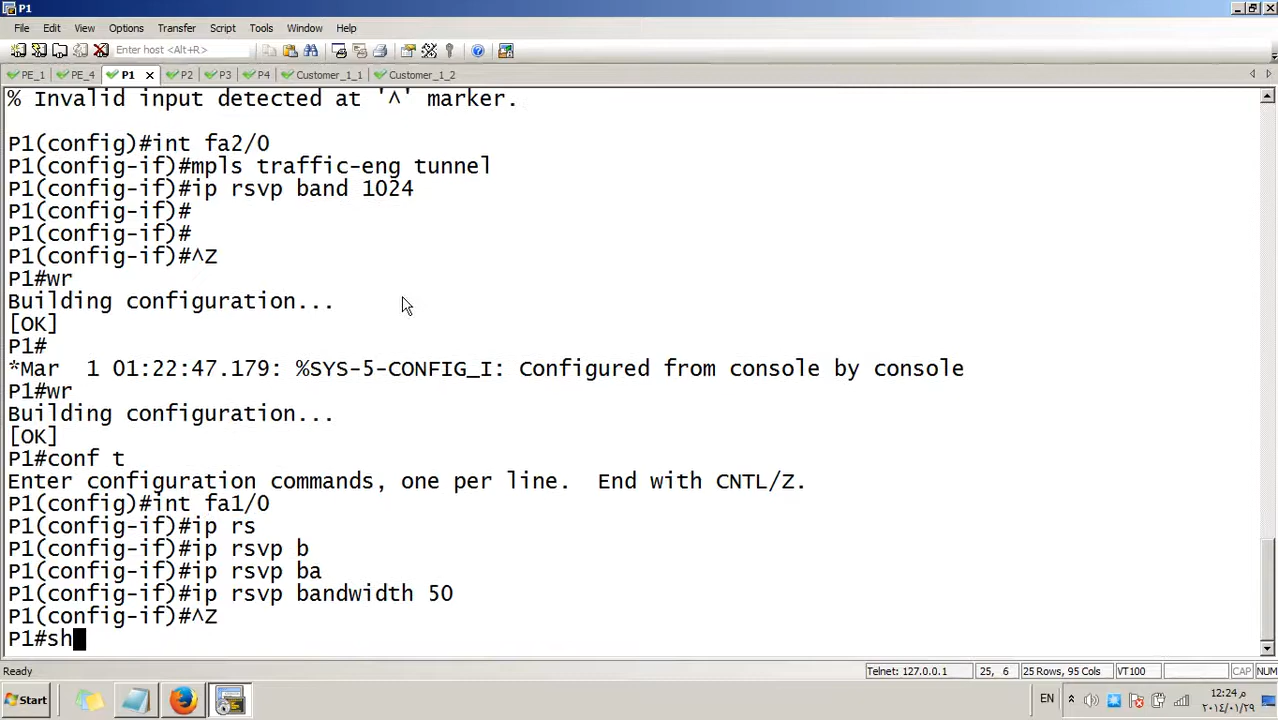 P1
File Edit View Options Transfer Script Tools Window Help
Enter host <Alt+R>
PE_1 PE_4 P1 P2 P3 P4 Customer_1_1 Customer_1_2
% Invalid input detected at '^' marker.
P1(config)#int fa2/0
P1(config-if)#mpls traffic-eng tunnel
P1(config-if)#ip rsvp band 1024
P1(config-if)#
P1(config-if)#
P1(config-if)#^Z
P1#wr
Building configuration...
[OK]
P1#
*Mar  1 01:22:47.179: %SYS-5-CONFIG_I: Configured from console by console
P1#wr
Building configuration...
[OK]
P1#conf t
Enter configuration commands, one per line.  End with CNTL/Z.
P1(config)#int fa1/0
P1(config-if)#ip rs
P1(config-if)#ip rsvp b
P1(config-if)#ip rsvp ba
P1(config-if)#ip rsvp bandwidth 50
P1(config-if)#^Z
P1#sh
Ready Telnet: 127.0.0.1 25, 6 25 Rows, 95 Cols VT100 CAP NUM
Start EN 12:24 م
٢٠١٤/٠١/٢٩